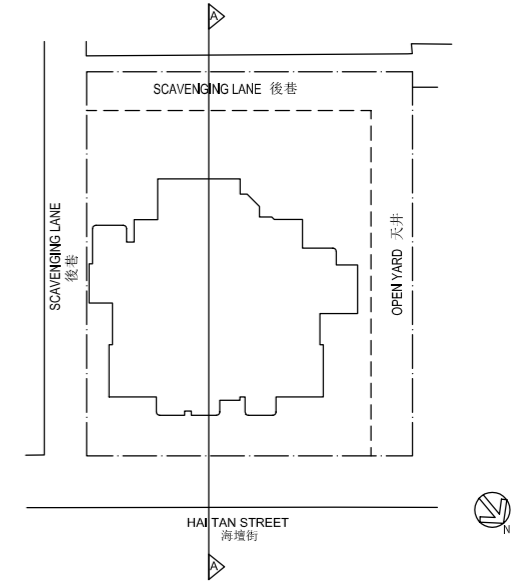 A
SCAVENGING LANE 後巷
SCAVENGING LANE
後巷
OPEN YARD 天井
HAI TAN STREET
海壇街
N
A